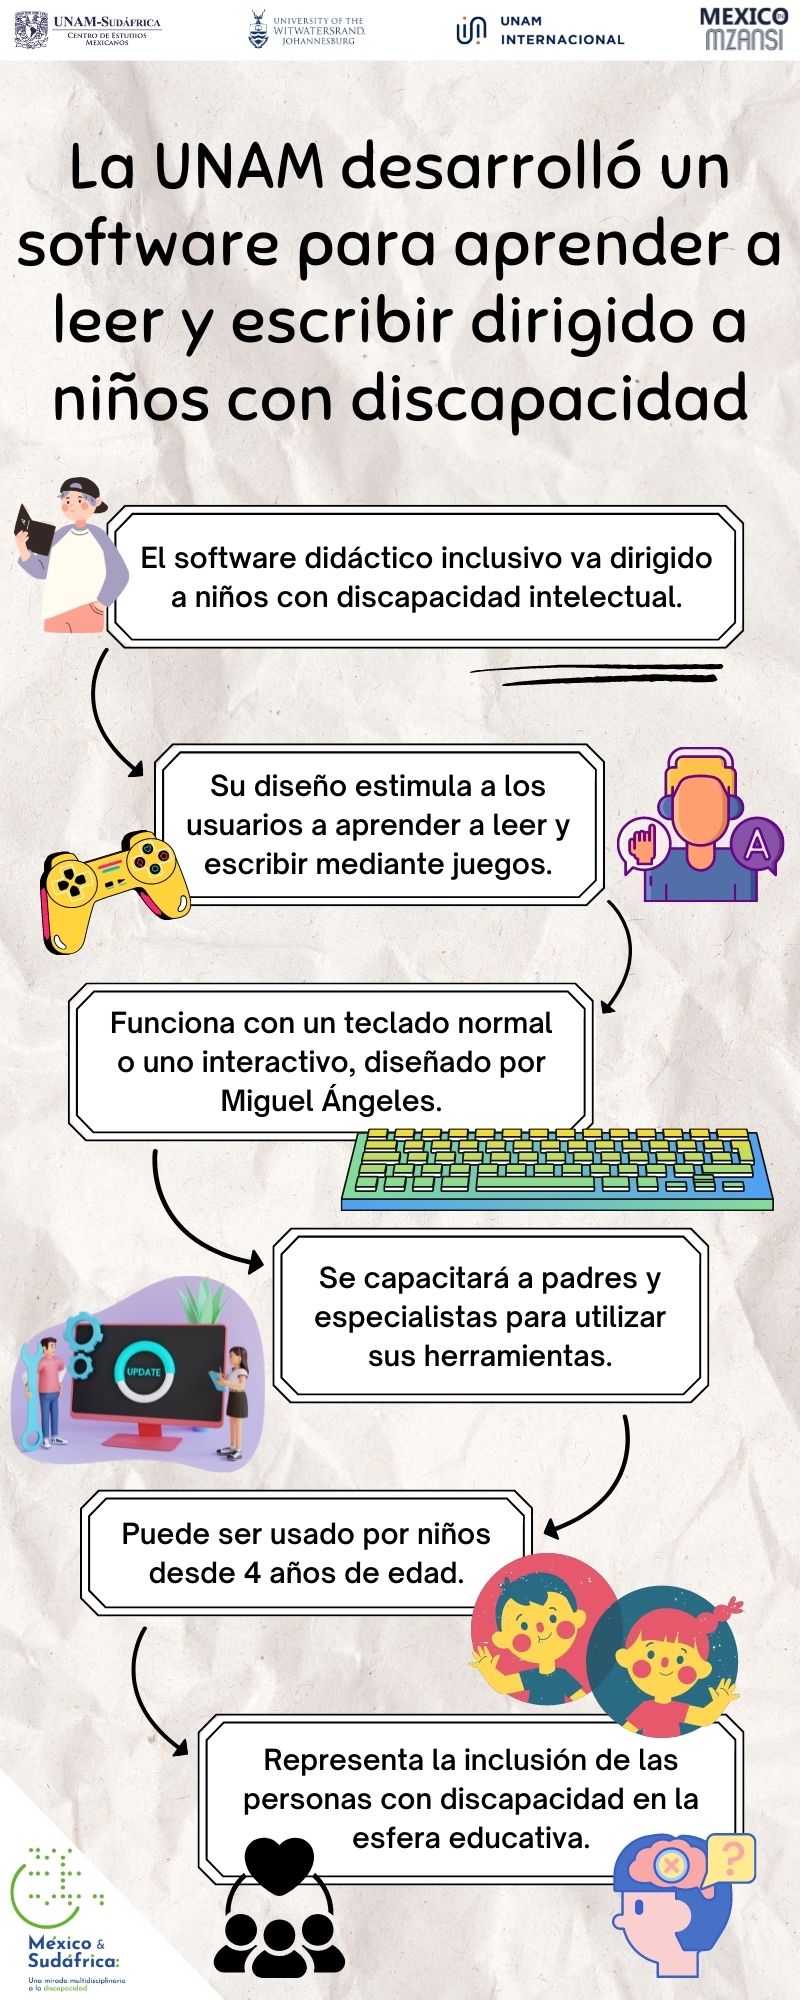 UNAM-Sudáfrica
Centro de Estudios
Mexicanos
UNIVERSITY OF THE
WITWATERSRAND,
JOHANNESBURG
UNAM
INTERNACIONAL
MEXICO
IN
MZANSI
La UNAM desarrolló un
software para aprender a
leer y escribir dirigido a
niños con discapacidad
El software didáctico inclusivo va dirigido
a niños con discapacidad intelectual.
Su diseño estimula a los
usuarios a aprender a leer y
escribir mediante juegos.
A
Funciona con un teclado normal
o uno interactivo, diseñado por
Miguel Ángeles.
Se capacitará a padres y
especialistas para utilizar
sus herramientas.
UPDATE
Puede ser usado por niños
desde 4 años de edad.
Representa la inclusión de las
personas con discapacidad en la
esfera educativa.
?
México &
Sudáfrica:
Una mirada multidisciplinaria
a la discapacidad